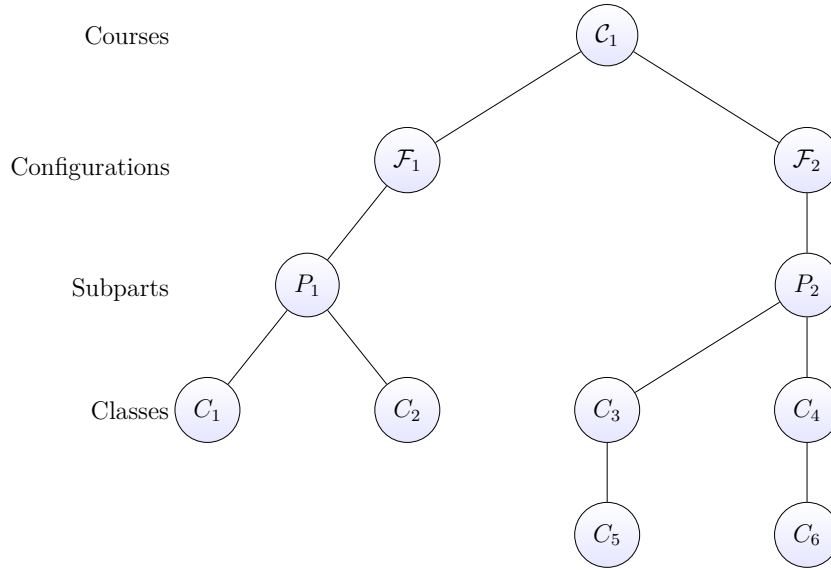 Courses 𝒞₁
Configurations ℱ₁ ℱ₂
Subparts P₁ P₂
Classes C₁ C₂ C₃ C₄
C₅ C₆